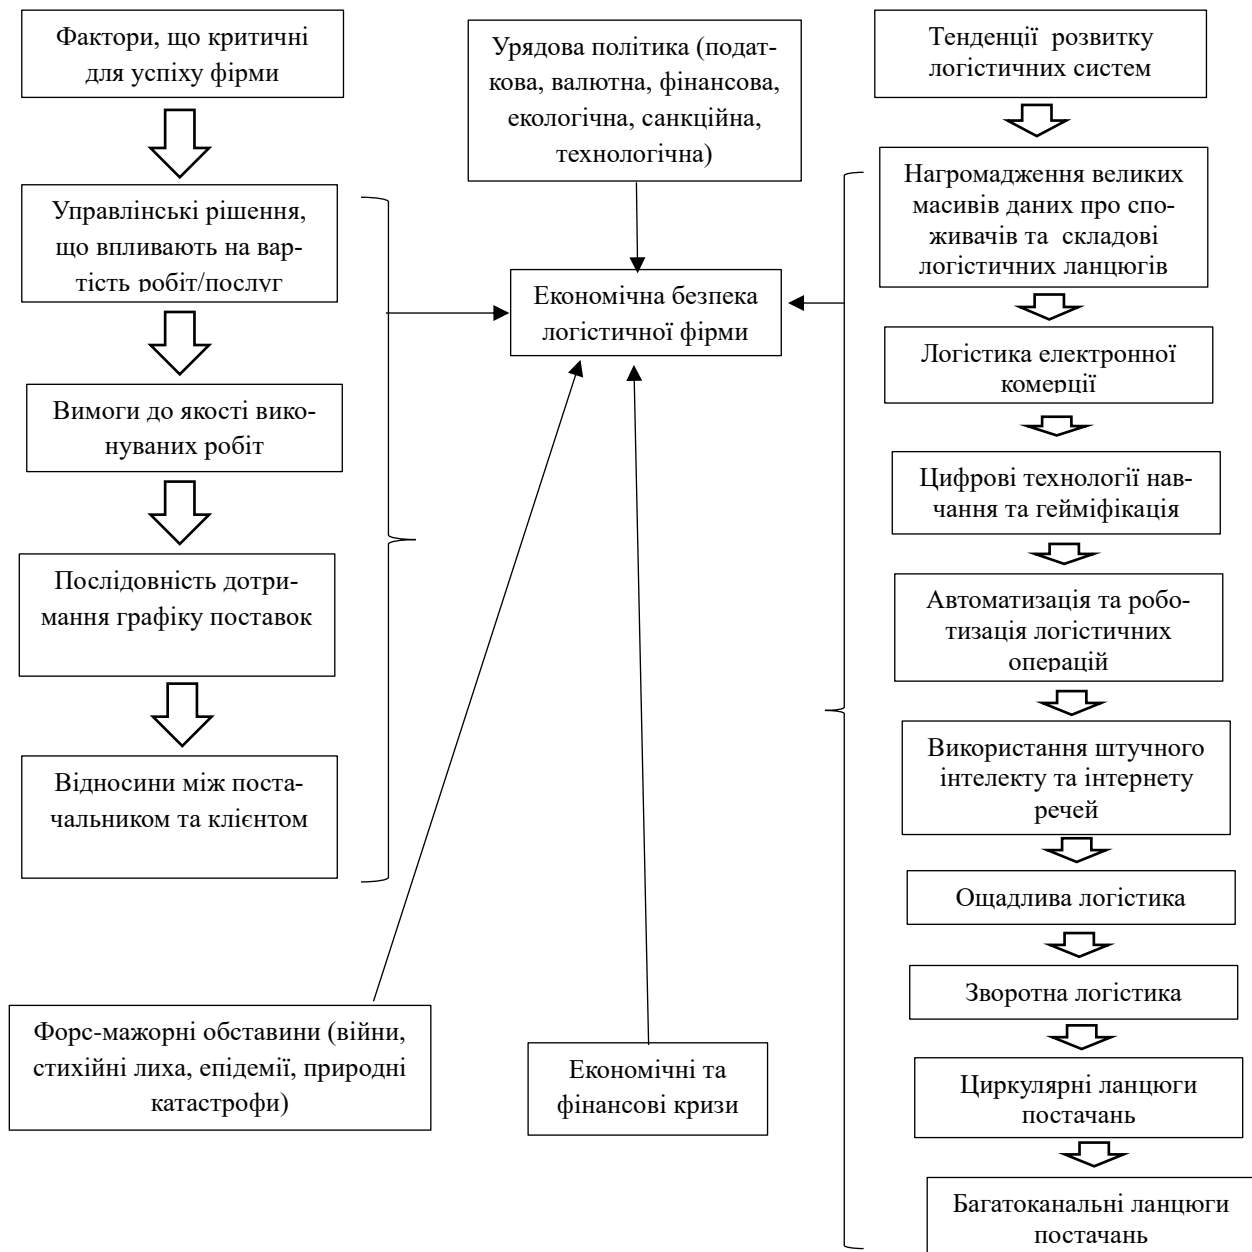 Фактори, що критичні
для успіху фірми
Управлінські рішення,
що впливають на вар-
тість робіт/послуг
Вимоги до якості вико-
нуваних робіт
Послідовність дотри-
мання графіку поставок
Відносини між поста-
чальником та клієнтом
Форс-мажорні обставини (війни,
стихійні лиха, епідемії, природні
катастрофи)
Урядова політика (подат-
кова, валютна, фінансова,
екологічна, санкційна,
технологічна)
Економічна безпека
логістичної фірми
Економічні та
фінансові кризи
Тенденції розвитку
логістичних систем
Нагромадження великих
масивів даних про спо-
живачів та складові
логістичних ланцюгів
Логістика електронної
комерції
Цифрові технології нав-
чання та гейміфікація
Автоматизація та робо-
тизація логістичних
операцій
Використання штучного
інтелекту та інтернету
речей
Ощадлива логістика
Зворотна логістика
Циркулярні ланцюги
постачань
Багатоканальні ланцюги
постачань